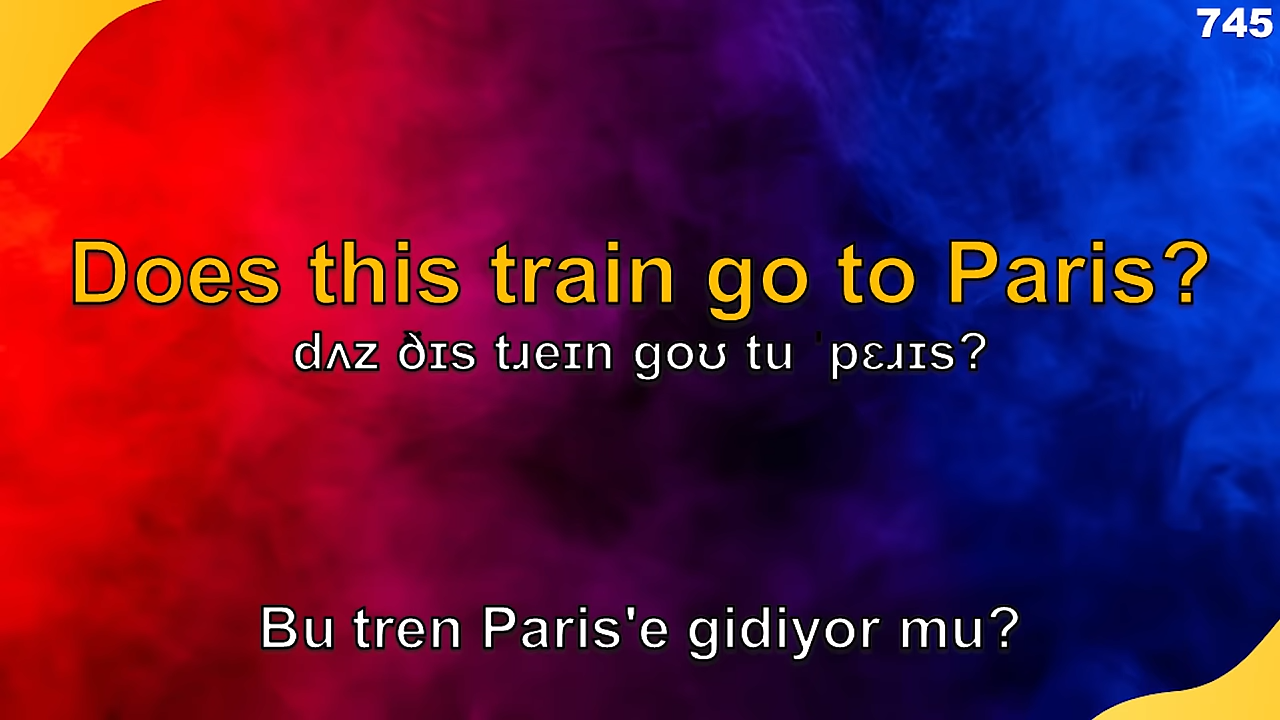 745
Does this train go to Paris?
dʌz ðɪs tɹeɪn goʊ tu ˈpɛɹɪs?
Bu tren Paris'e gidiyor mu?